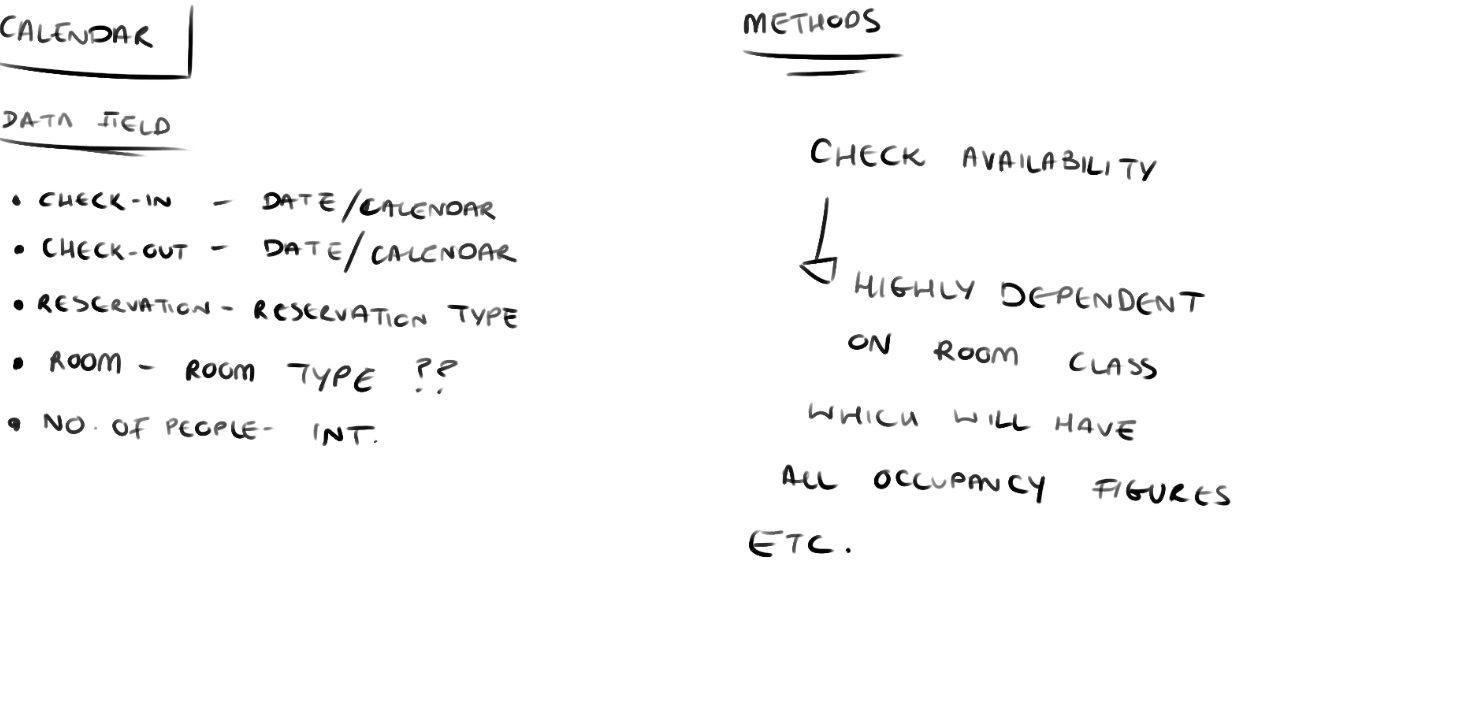 CALENDAR
DATA FIELD
• CHECK-IN - DATE/CALENDAR
• CHECK-OUT - DATE/CALENDAR
• RESERVATION - RESERVATION TYPE
• ROOM - ROOM TYPE ??
• NO. OF PEOPLE - INT.
METHODS
CHECK AVAILABILITY
HIGHLY DEPENDENT
ON ROOM CLASS
WHICH WILL HAVE
ALL OCCUPANCY FIGURES
ETC.